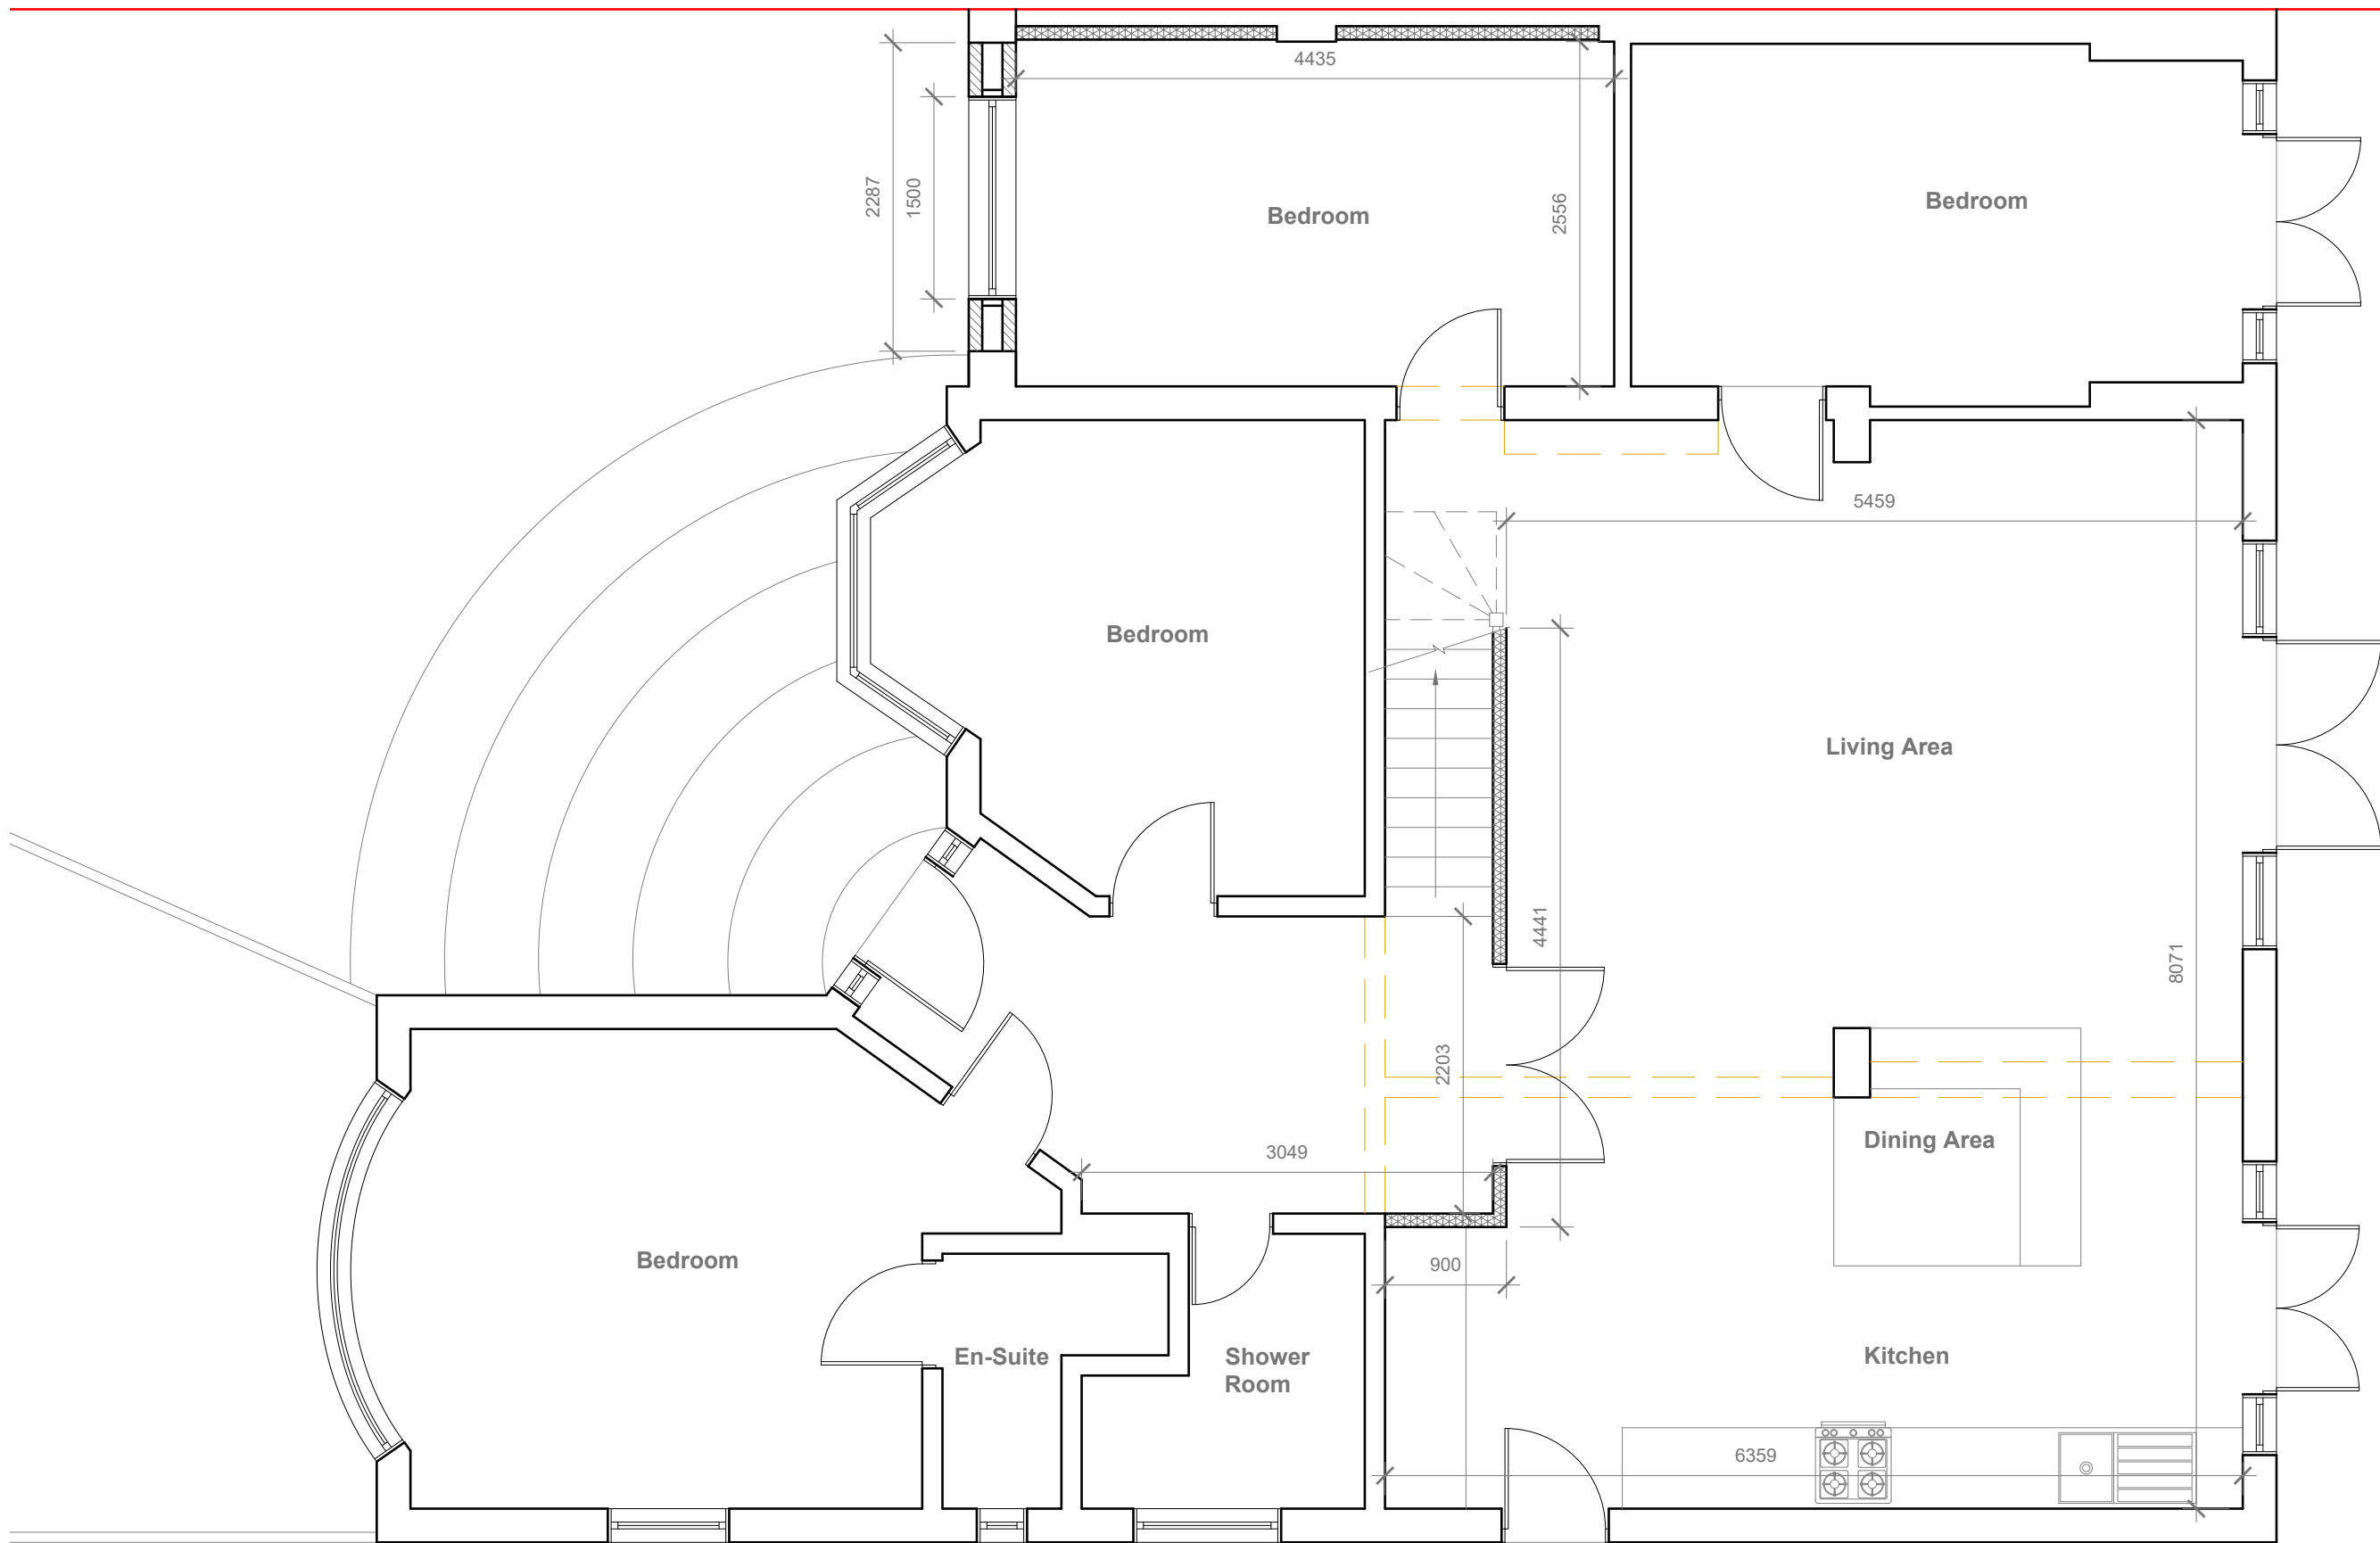 4435
2287
1500
Bedroom
2556
Bedroom
5459
Bedroom
Living Area
4441
8071
2203
Dining Area
3049
Bedroom
900
En-Suite
Shower
Room
Kitchen
6359